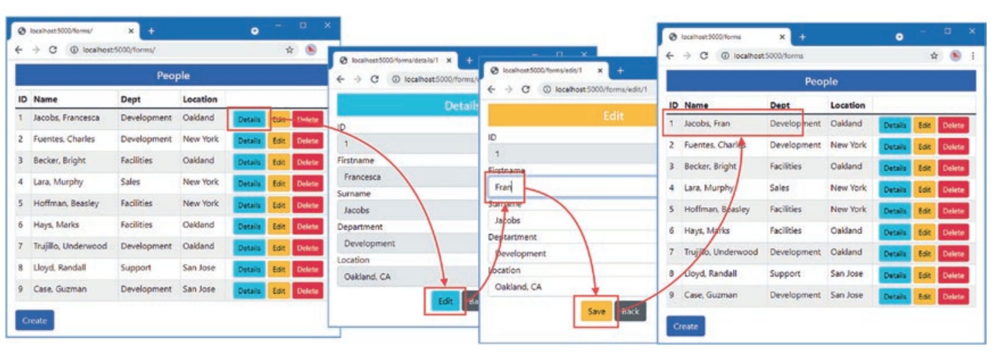 localhost:5000/forms/
localhost:5000/forms/
People
ID Name Dept Location
1 Jacobs, Francesca Development Oakland Details Edit Delete
2 Fuentes, Charles Development New York Details Edit Delete
3 Becker, Bright Facilities Oakland Details Edit Delete
4 Lara, Murphy Sales New York Details Edit Delete
5 Hoffman, Beasley Facilities New York Details Edit Delete
6 Hays, Marks Facilities Oakland Details Edit Delete
7 Trujillo, Underwood Development Oakland Details Edit Delete
8 Lloyd, Randall Support San Jose Details Edit Delete
9 Case, Guzman Development San Jose Details Edit Delete
Create
localhost:5000/forms/details/1
localhost:5000/forms/
Details
ID
1
Firstname
Francesca
Surname
Jacobs
Department
Development
Location
Oakland, CA
Edit Ba
localhost:5000/forms/edit/1
localhost:5000/forms/edit/1
Edit
ID
1
Firstname
Fran
Surname
Jacobs
Deptartment
Development
Location
Oakland, CA
Save Back
localhost:5000/forms
localhost:5000/forms
People
ID Name Dept Location
1 Jacobs, Fran Development Oakland Details Edit Delete
2 Fuentes, Charles Development New York Details Edit Delete
3 Becker, Bright Facilities Oakland Details Edit Delete
4 Lara, Murphy Sales New York Details Edit Delete
5 Hoffman, Beasley Facilities New York Details Edit Delete
6 Hays, Marks Facilities Oakland Details Edit Delete
7 Trujillo, Underwood Development Oakland Details Edit Delete
8 Lloyd, Randall Support San Jose Details Edit Delete
9 Case, Guzman Development San Jose Details Edit Delete
Create